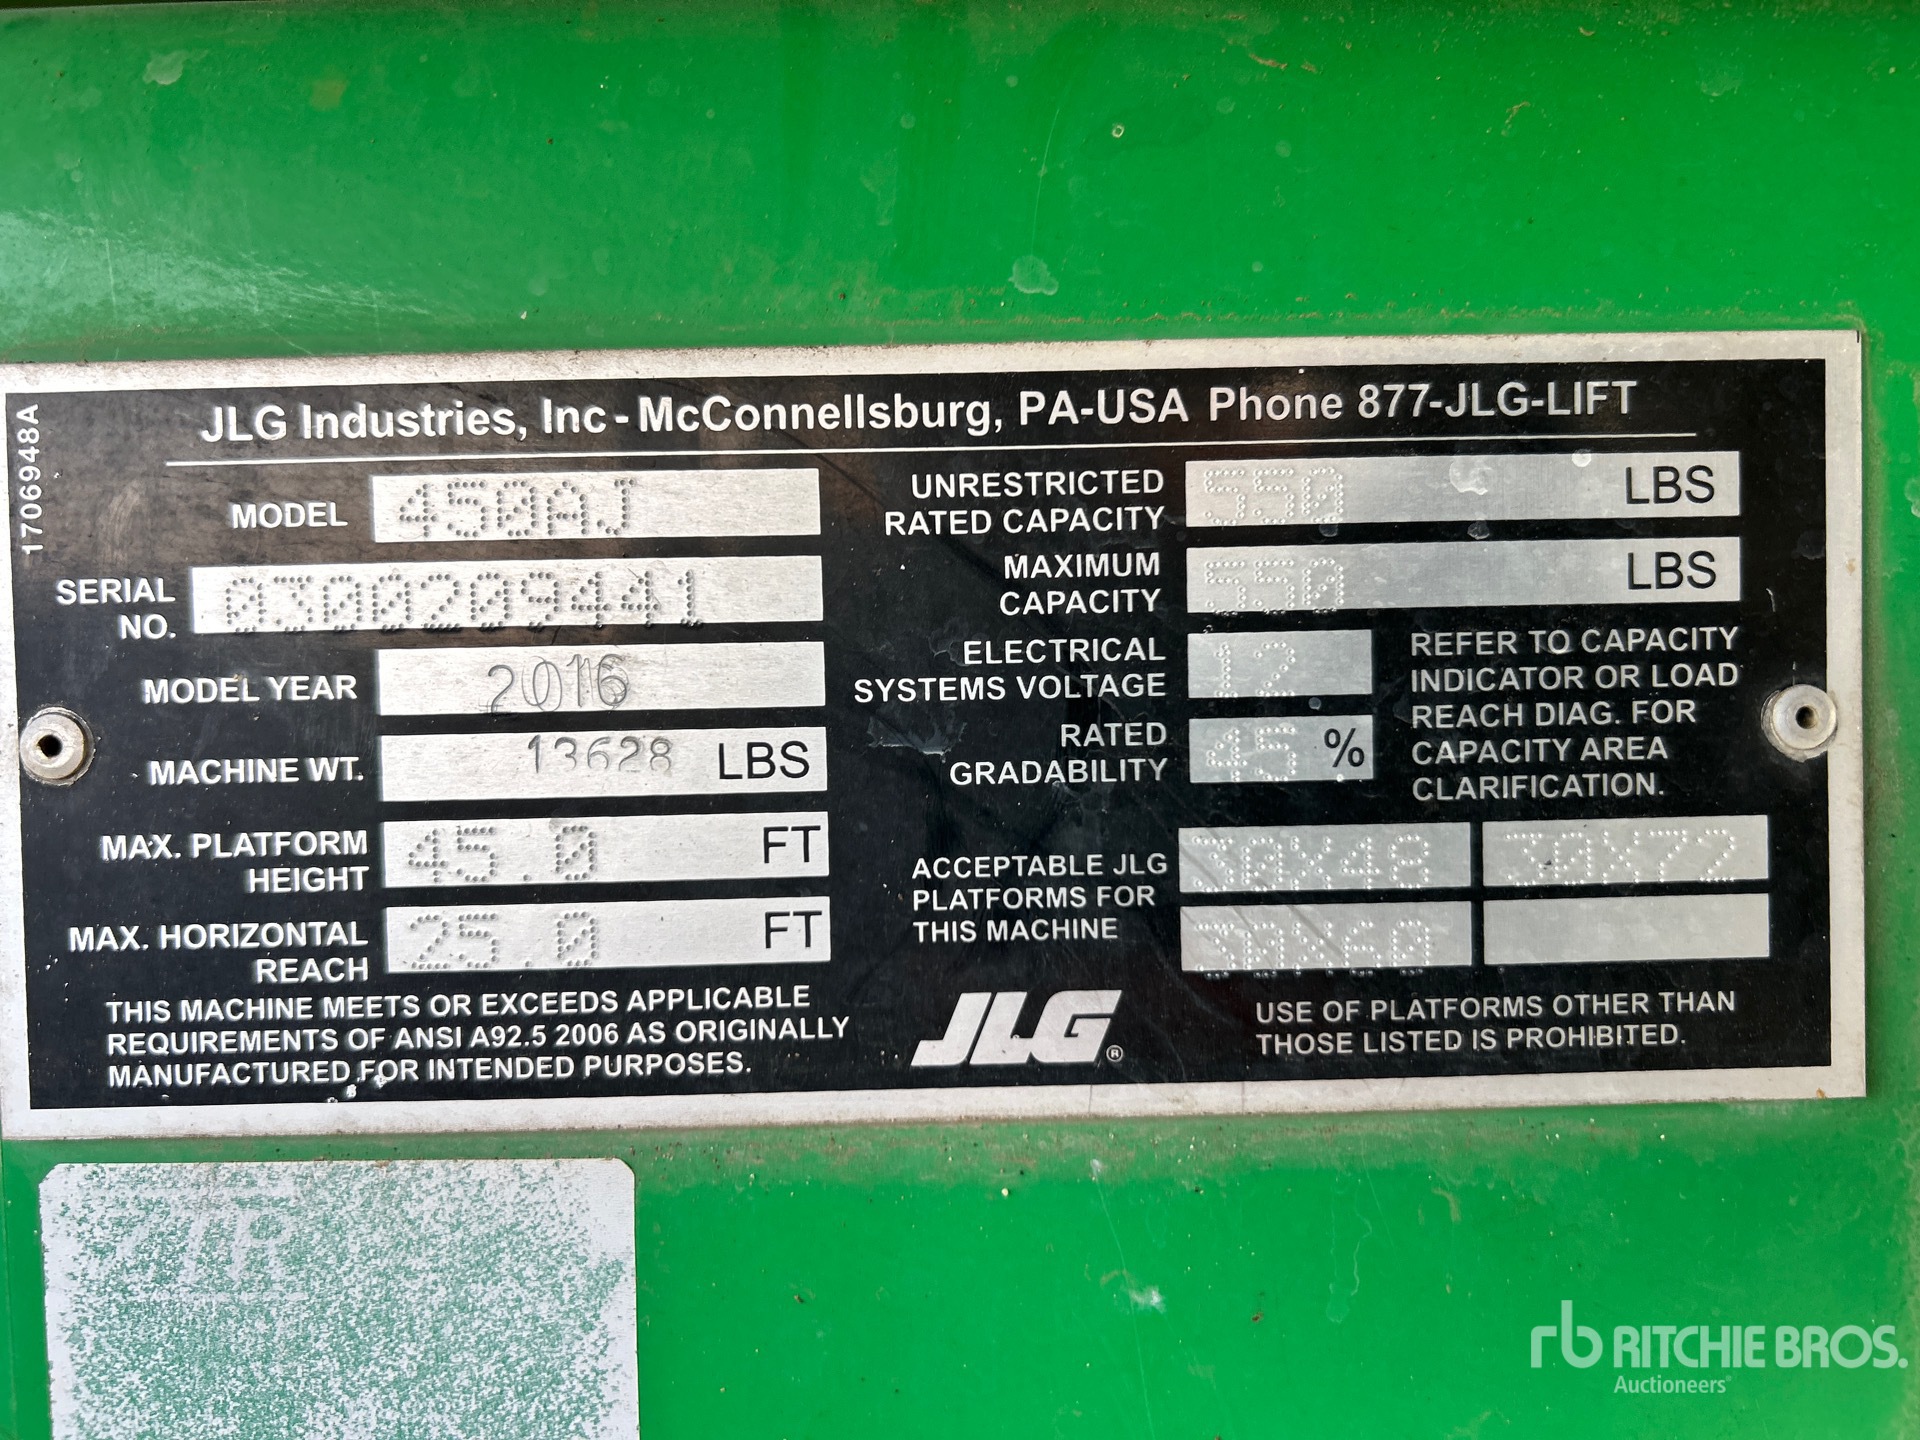 1706948A
JLG Industries, Inc - McConnellsburg, PA-USA Phone 877-JLG-LIFT
MODEL 450AJ
SERIAL NO. 0300209441
MODEL YEAR 2016
MACHINE WT. 13628 LBS
MAX. PLATFORM HEIGHT 45.0 FT
MAX. HORIZONTAL REACH 25.0 FT
THIS MACHINE MEETS OR EXCEEDS APPLICABLE
REQUIREMENTS OF ANSI A92.5 2006 AS ORIGINALLY
MANUFACTURED FOR INTENDED PURPOSES.
UNRESTRICTED RATED CAPACITY 550 LBS
MAXIMUM CAPACITY 550 LBS
ELECTRICAL SYSTEMS VOLTAGE 12
RATED GRADABILITY 45 %
REFER TO CAPACITY
INDICATOR OR LOAD
REACH DIAG. FOR
CAPACITY AREA
CLARIFICATION.
ACCEPTABLE JLG
PLATFORMS FOR
THIS MACHINE
30X48 30X72
30X60
JLG ®
USE OF PLATFORMS OTHER THAN
THOSE LISTED IS PROHIBITED.
rb RITCHIE BROS.
Auctioneers